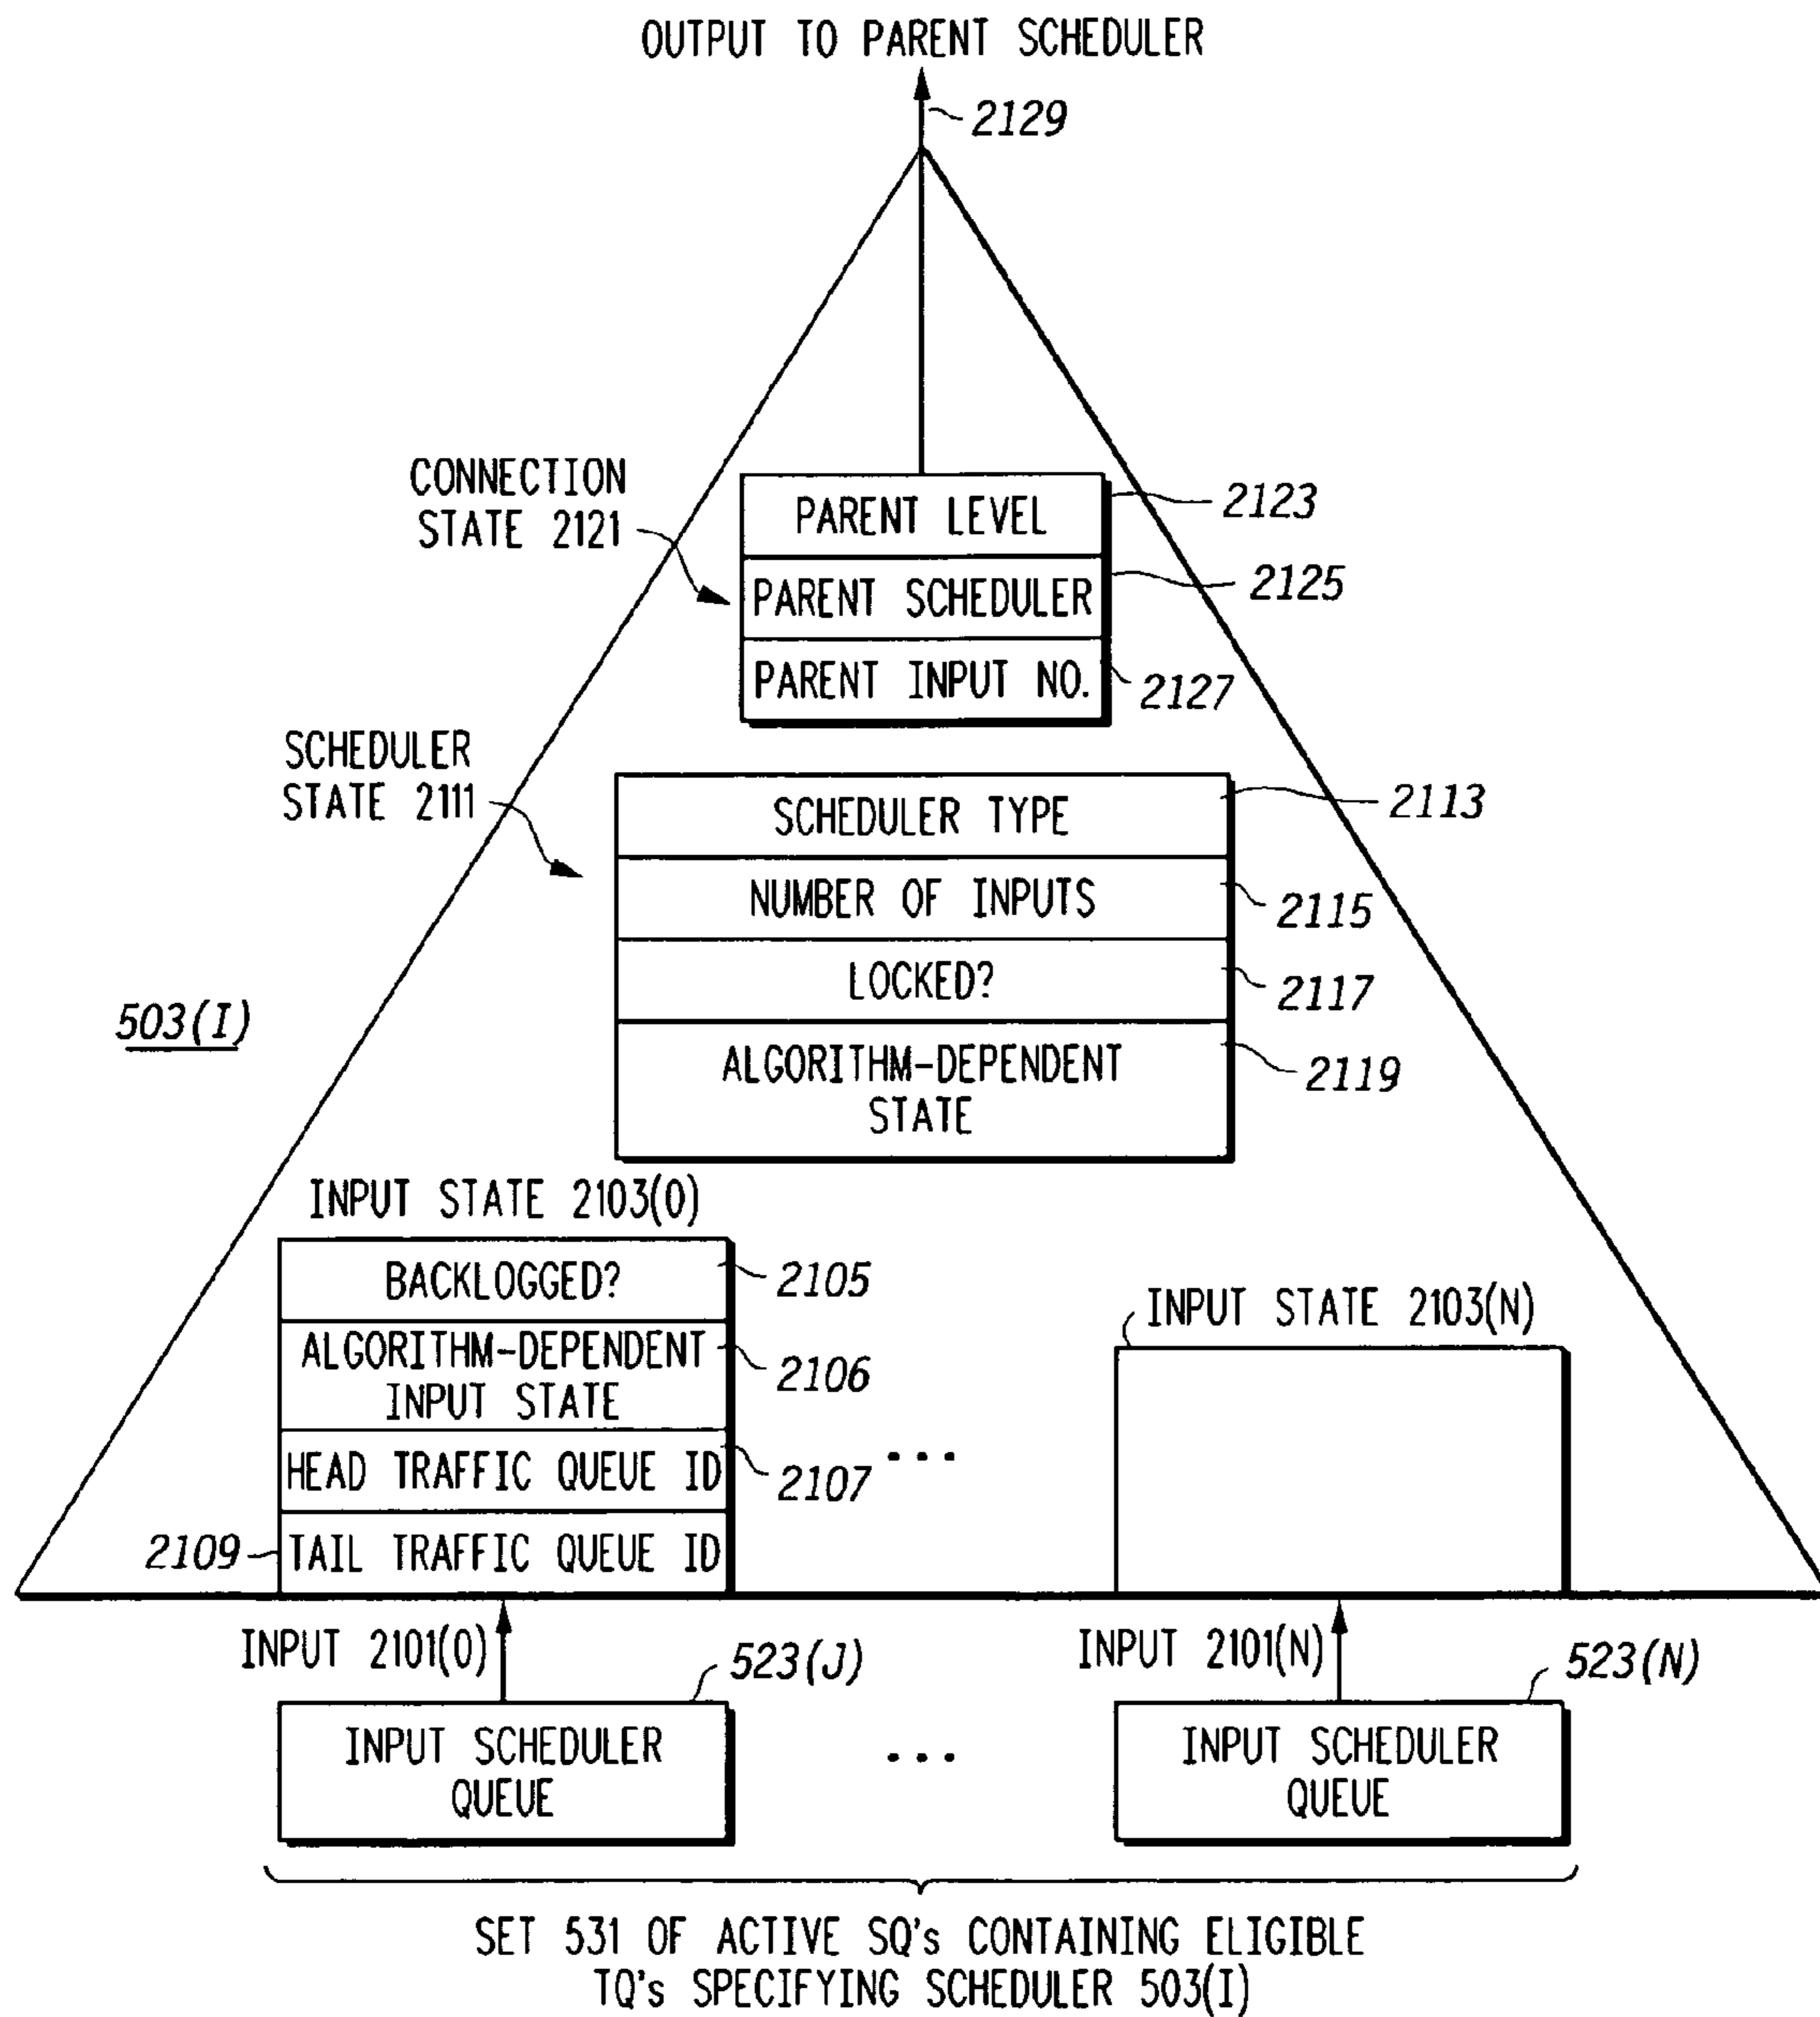 OUTPUT TO PARENT SCHEDULER
2129
CONNECTION
STATE 2121
PARENT LEVEL
2123
PARENT SCHEDULER
2125
PARENT INPUT NO.
2127
SCHEDULER
STATE 2111
SCHEDULER TYPE
2113
NUMBER OF INPUTS
2115
LOCKED?
2117
503(I)
ALGORITHM-DEPENDENT
STATE
2119
INPUT STATE 2103(0)
BACKLOGGED?
2105
ALGORITHM-DEPENDENT
INPUT STATE
2106
HEAD TRAFFIC QUEUE ID
2107
2109
TAIL TRAFFIC QUEUE ID
...
INPUT STATE 2103(N)
INPUT 2101(0)
523(J)
INPUT 2101(N)
523(N)
INPUT SCHEDULER
QUEUE
...
INPUT SCHEDULER
QUEUE
SET 531 OF ACTIVE SQ's CONTAINING ELIGIBLE
TQ's SPECIFYING SCHEDULER 503(I)